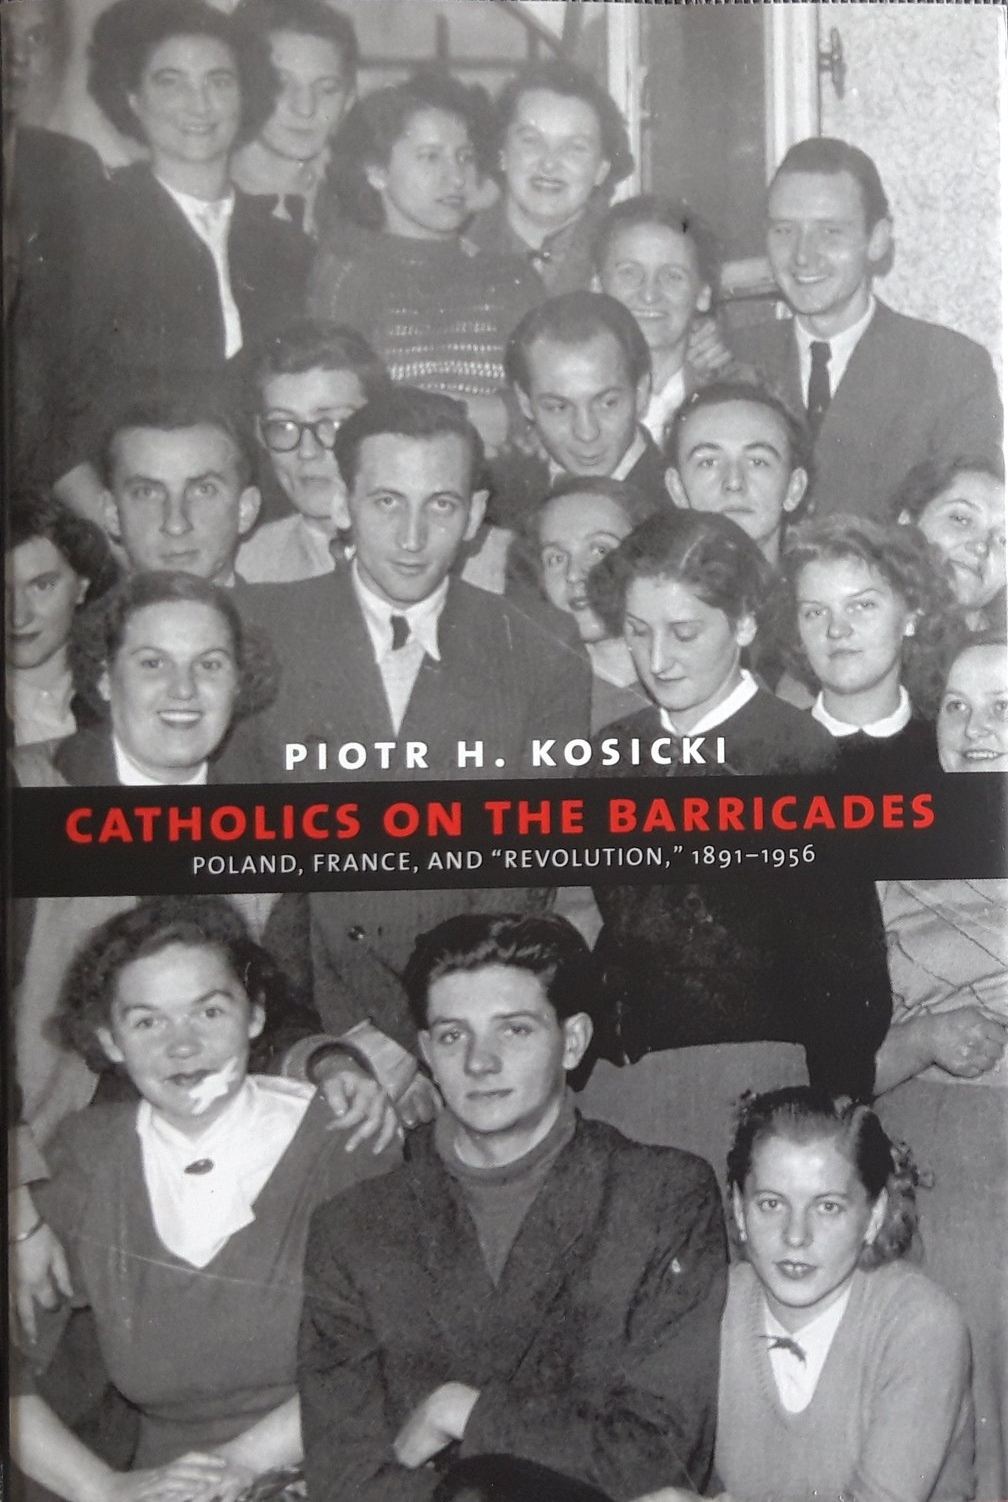 PIOTR H. KOSICKI
CATHOLICS ON THE BARRICADES
POLAND, FRANCE, AND “REVOLUTION,” 1891–1956